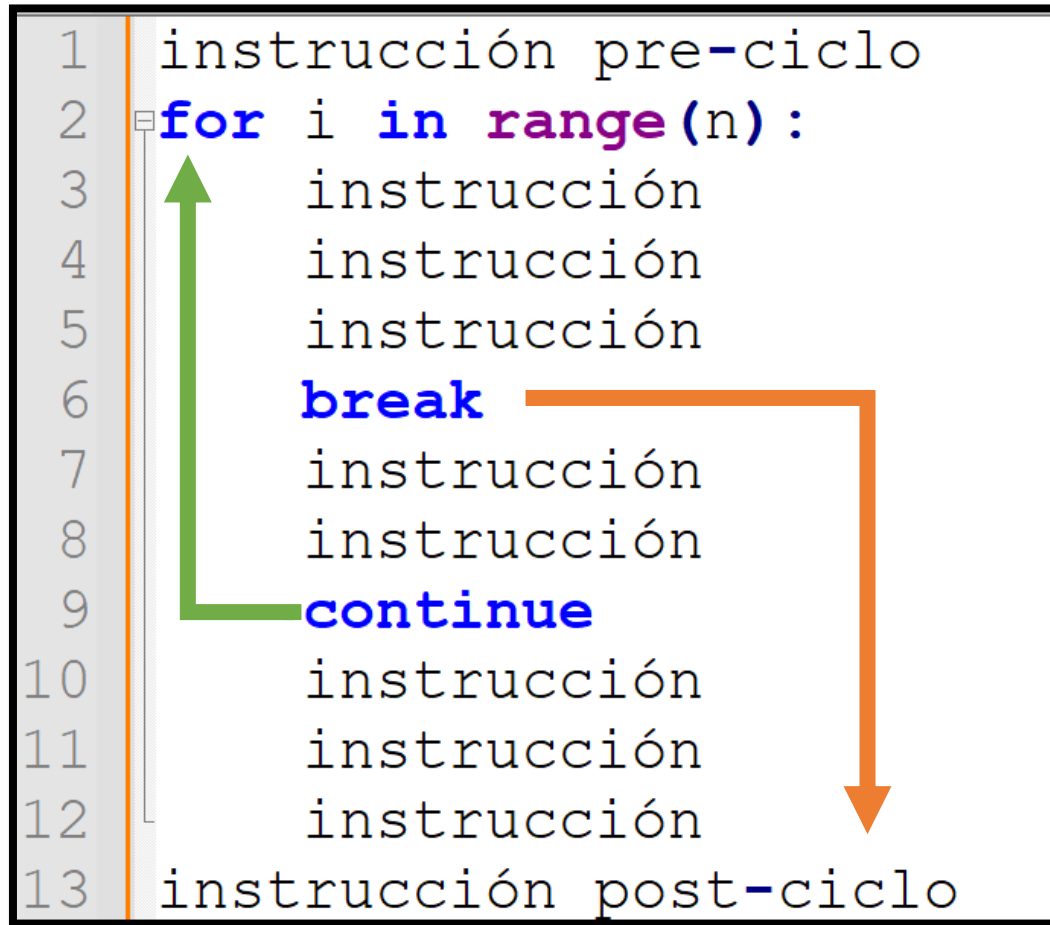 1 instrucción pre-ciclo
2 for i in range(n):
3 instrucción
4 instrucción
5 instrucción
6 break
7 instrucción
8 instrucción
9 continue
10 instrucción
11 instrucción
12 instrucción
13 instrucción post-ciclo